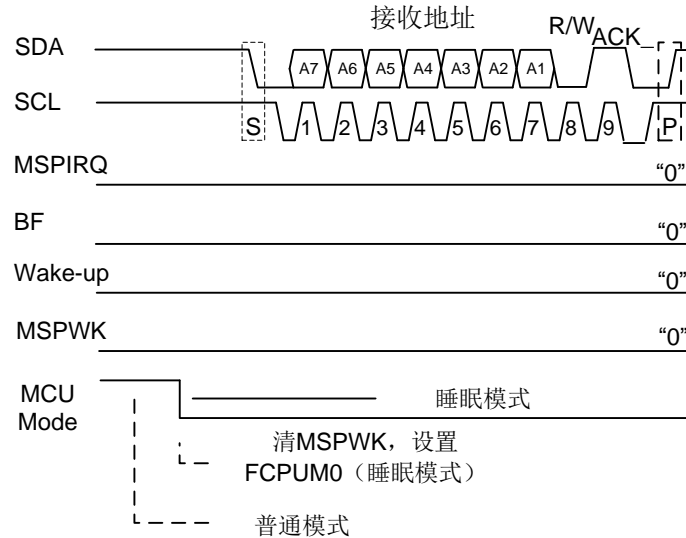 接收地址
R/W
ACK_
SDA
A7 A6 A5 A4 A3 A2 A1
SCL
S 1 2 3 4 5 6 7 8 9 P
MSPIRQ
“0”
BF
“0”
Wake-up
“0”
MSPWK
“0”
MCU
Mode
睡眠模式
清MSPWK，设置
FCPUM0（睡眠模式）
普通模式